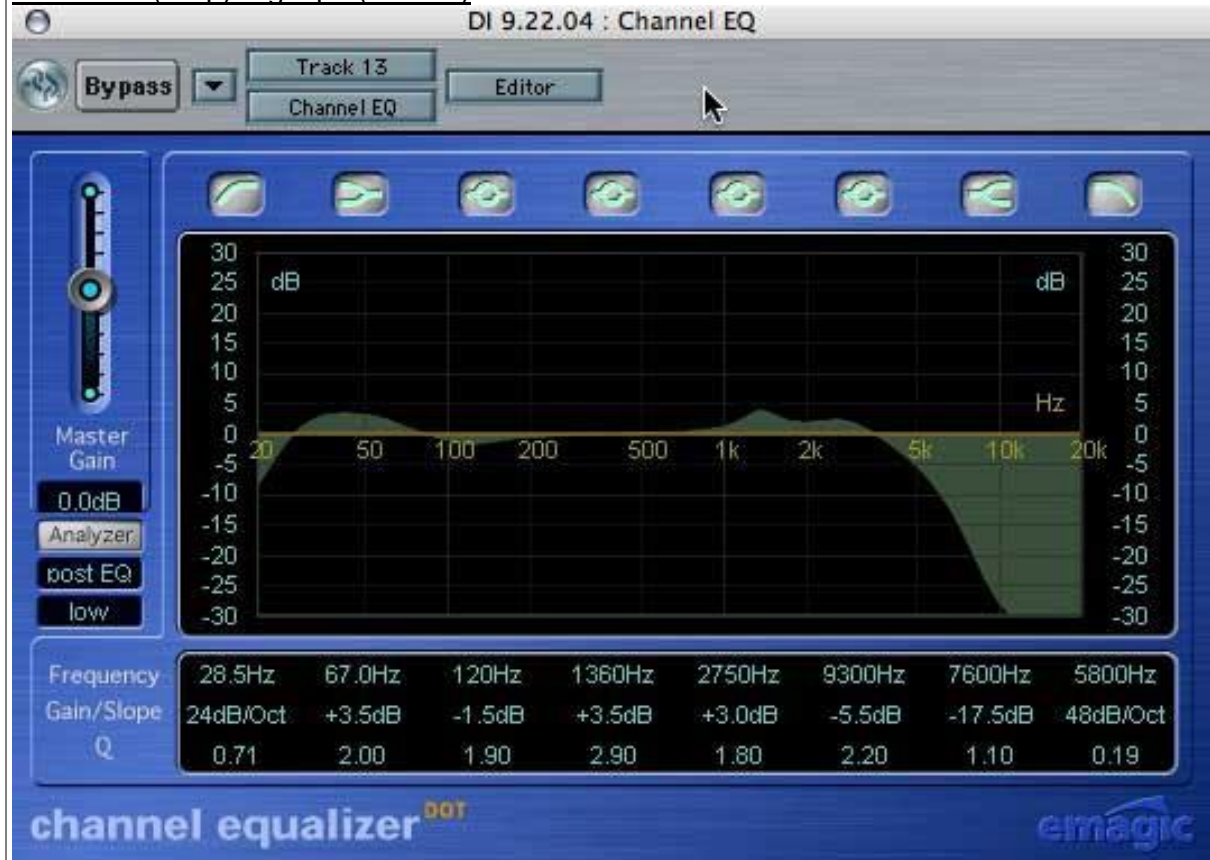 DI 9.22.04 : Channel EQ
Bypass
Track 13
Channel EQ
Editor
30 30
25 dB dB 25
20 20
15 15
10 10
5 Hz 5
0 20 50 100 200 500 1k 2k 5k 10k 20k 0
-5 -5
-10 -10
-15 -15
-20 -20
-25 -25
-30 -30
Master
Gain
0.0dB
Analyzer
post EQ
low
Frequency 28.5Hz 67.0Hz 120Hz 1360Hz 2750Hz 9300Hz 7600Hz 5800Hz
Gain/Slope 24dB/Oct +3.5dB -1.5dB +3.5dB +3.0dB -5.5dB -17.5dB 48dB/Oct
Q 0.71 2.00 1.90 2.90 1.80 2.20 1.10 0.19
channel equalizer DOT
emagic